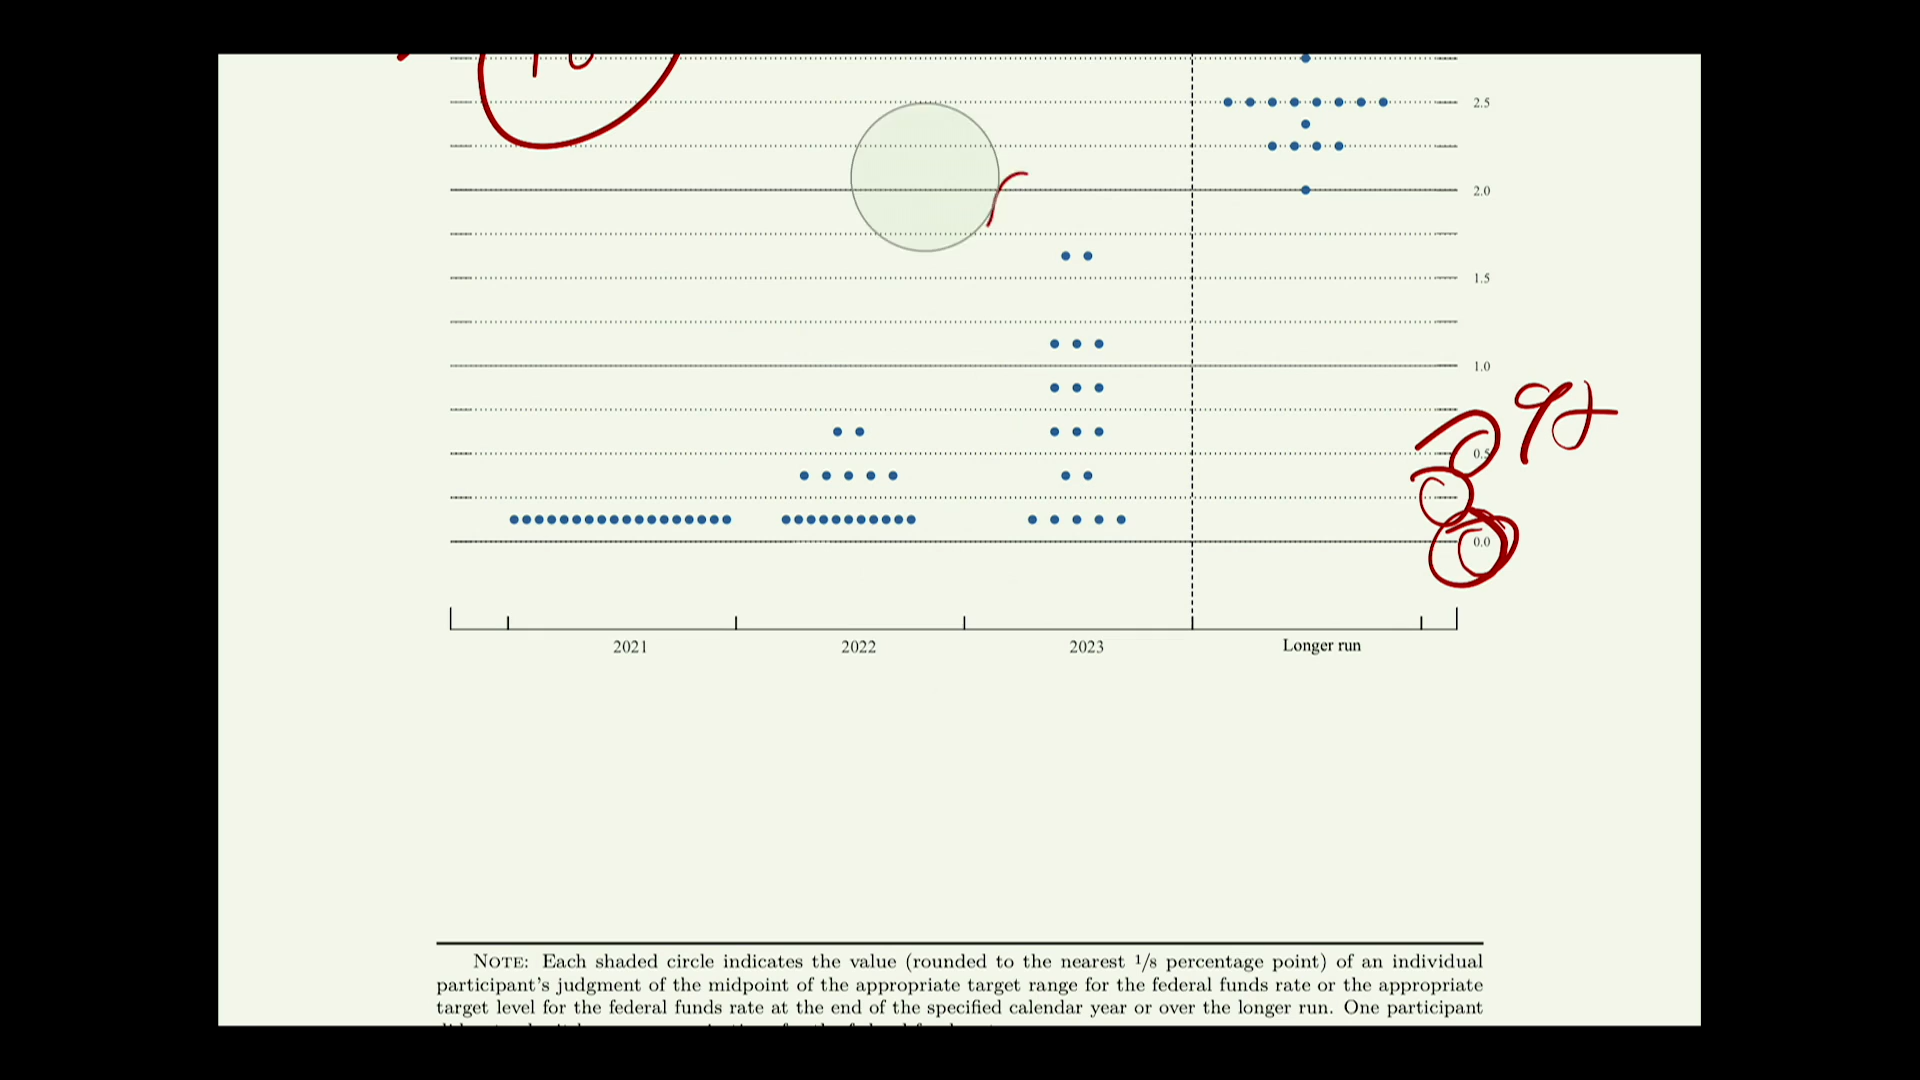 2.5
2.0
1.5
1.0
0.5
0.0
2021 2022 2023 Longer run
NOTE: Each shaded circle indicates the value (rounded to the nearest 1/8 percentage point) of an individual
participant's judgment of the midpoint of the appropriate target range for the federal funds rate or the appropriate
target level for the federal funds rate at the end of the specified calendar year or over the longer run. One participant